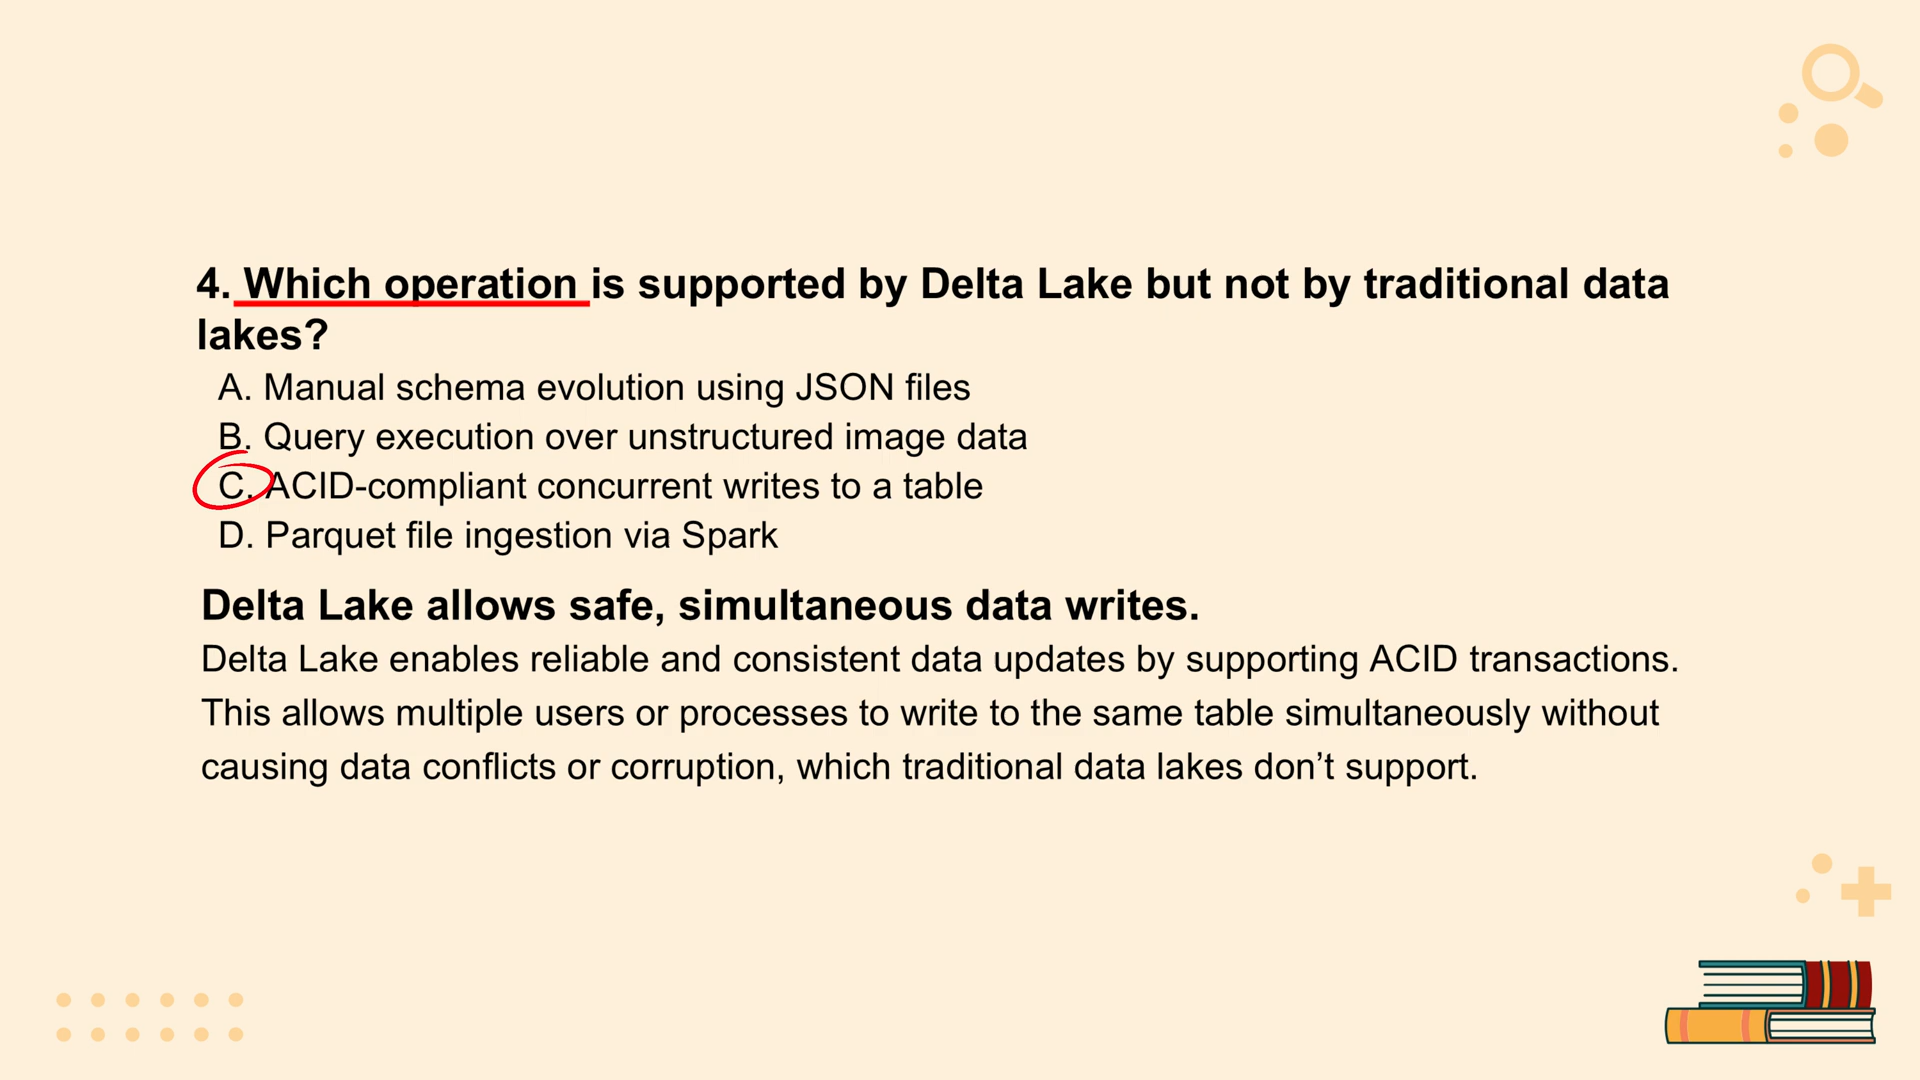 4. Which operation is supported by Delta Lake but not by traditional data
lakes?
A. Manual schema evolution using JSON files
B. Query execution over unstructured image data
C. ACID-compliant concurrent writes to a table
D. Parquet file ingestion via Spark
Delta Lake allows safe, simultaneous data writes.
Delta Lake enables reliable and consistent data updates by supporting ACID transactions.
This allows multiple users or processes to write to the same table simultaneously without
causing data conflicts or corruption, which traditional data lakes don’t support.